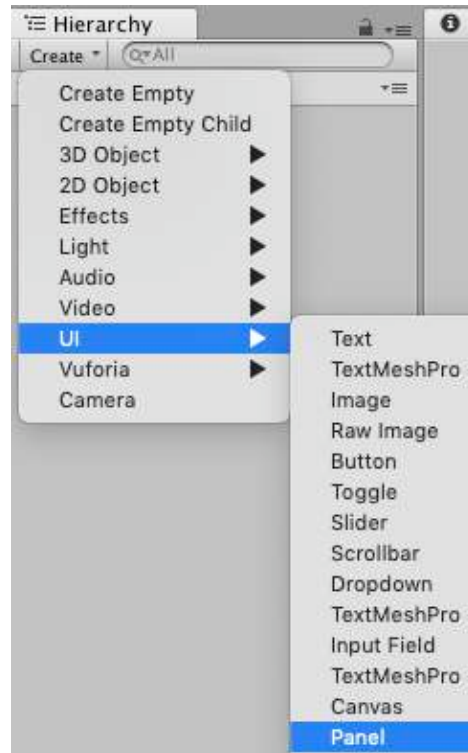 Hierarchy
Create
All
Create Empty
Create Empty Child
3D Object
2D Object
Effects
Light
Audio
Video
UI
Vuforia
Camera
Text
TextMeshPro
Image
Raw Image
Button
Toggle
Slider
Scrollbar
Dropdown
TextMeshPro
Input Field
TextMeshPro
Canvas
Panel